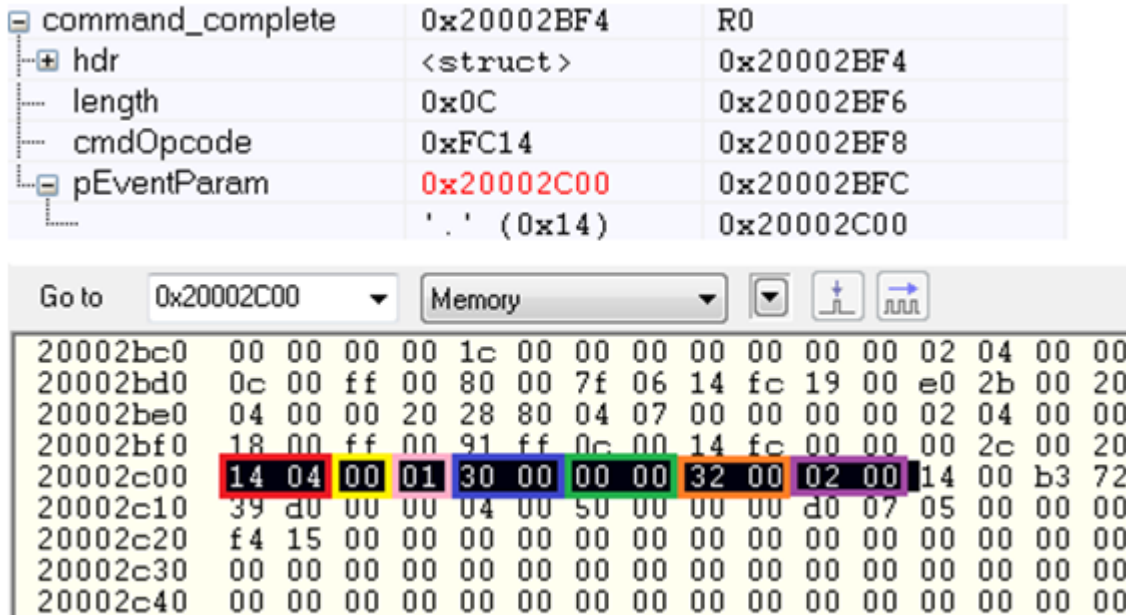 command_complete 0x20002BF4 R0
hdr <struct> 0x20002BF4
length 0x0C 0x20002BF6
cmdOpcode 0xFC14 0x20002BF8
pEventParam 0x20002C00 0x20002BFC
'.' (0x14) 0x20002C00
Go to 0x20002C00 Memory
20002bc0 00 00 00 00 1c 00 00 00 00 00 00 00 02 04 00 00
20002bd0 0c 00 ff 00 80 00 7f 06 14 fc 19 00 e0 2b 00 20
20002be0 04 00 00 20 28 80 04 07 00 00 00 00 02 04 00 00
20002bf0 18 00 ff 00 91 ff 0c 00 14 fc 00 00 00 2c 00 20
20002c00 14 04 00 01 30 00 00 00 32 00 02 00 14 00 b3 72
20002c10 39 d0 00 00 04 00 50 00 00 00 d0 07 05 00 00 00
20002c20 f4 15 00 00 00 00 00 00 00 00 00 00 00 00 00 00
20002c30 00 00 00 00 00 00 00 00 00 00 00 00 00 00 00 00
20002c40 00 00 00 00 00 00 00 00 00 00 00 00 00 00 00 00